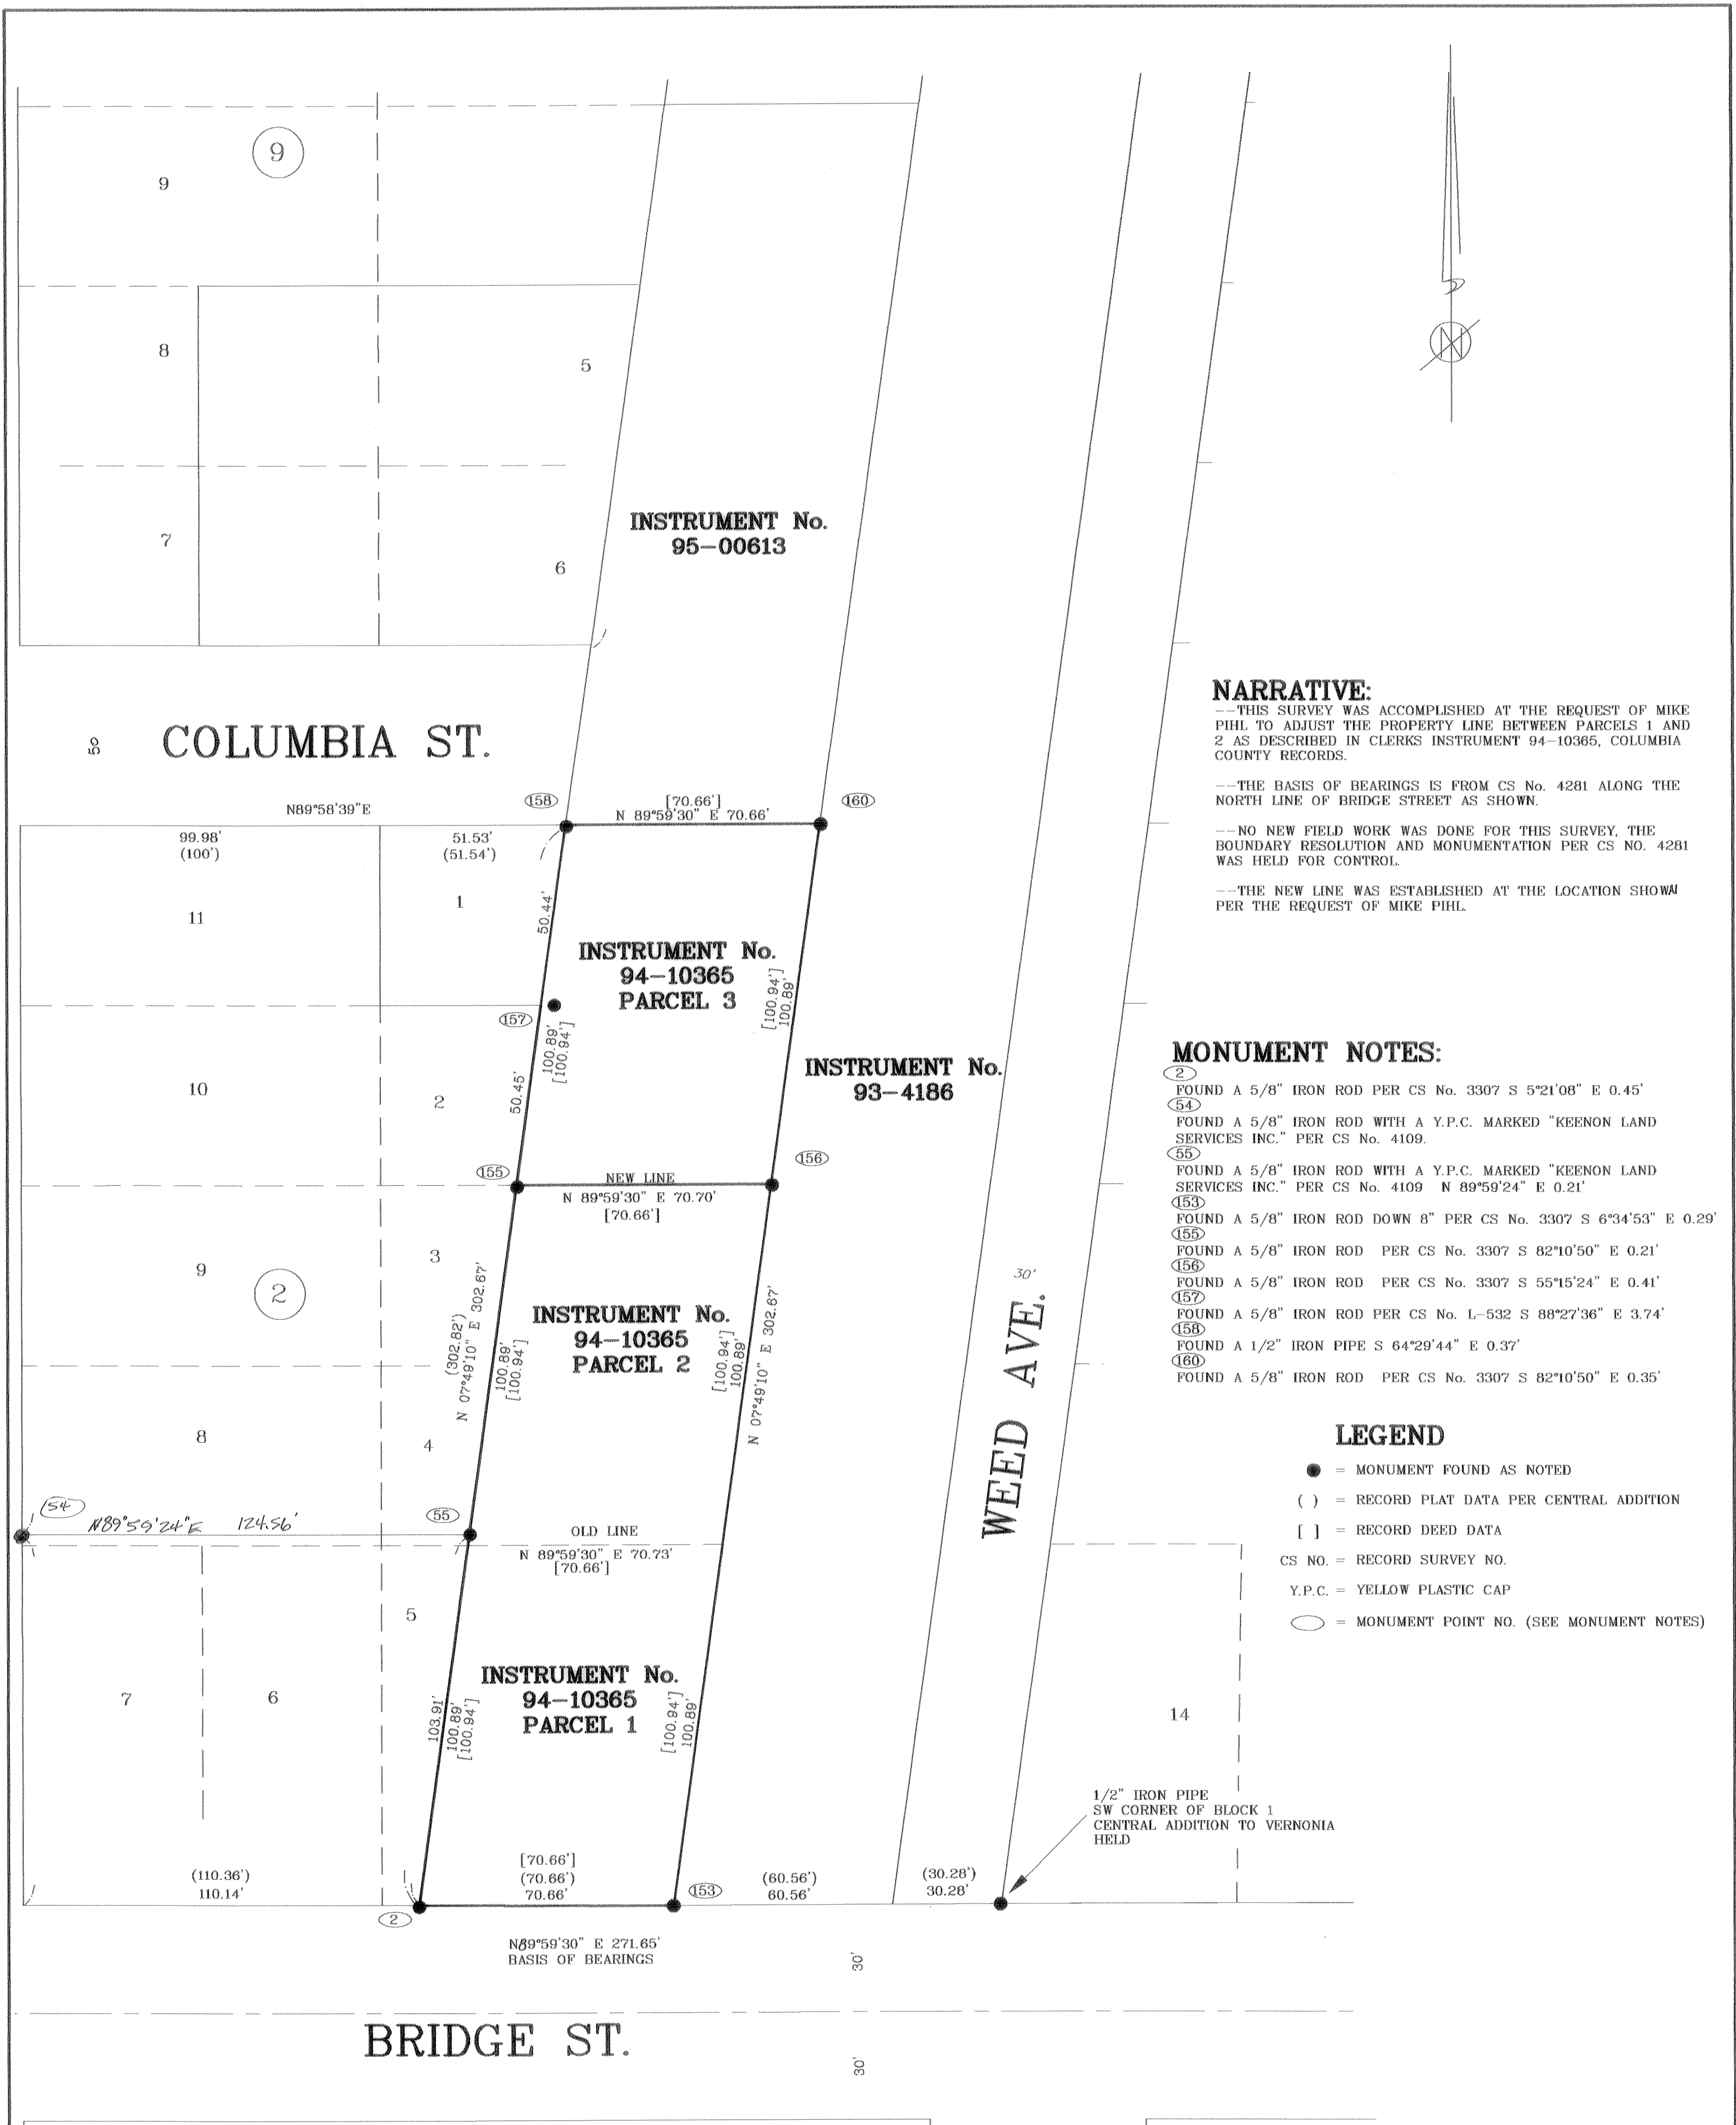 9
9
8
5
7
6
INSTRUMENT No.
95-00613
COLUMBIA ST.
50
N89°58'39"E
99.98'
(100')
51.53'
(51.54')
158
[70.66']
N 89°59'30" E 70.66'
160
11
1
50.44'
INSTRUMENT No.
94-10365
PARCEL 3
[100.94']
100.89'
157
100.89'
[100.94']
10
2
50.45'
INSTRUMENT No.
93-4186
155
156
NEW LINE
N 89°59'30" E 70.70'
[70.66']
9
3
2
(302.82')
N 07°49'10" E 302.67'
100.89'
[100.94']
INSTRUMENT No.
94-10365
PARCEL 2
[100.94']
100.89'
N 07°49'10" E 302.67'
8
4
54
N89°59'24"E 124.56'
55
OLD LINE
N 89°59'30" E 70.73'
[70.66']
5
7
6
103.91'
100.89'
[100.94']
INSTRUMENT No.
94-10365
PARCEL 1
[100.94']
100.89'
30'
WEED AVE.
14
1/2" IRON PIPE
SW CORNER OF BLOCK 1
CENTRAL ADDITION TO VERNONIA
HELD
(110.36')
110.14'
[70.66']
(70.66')
70.66'
153
(60.56')
60.56'
(30.28')
30.28'
2
N89°59'30" E 271.65'
BASIS OF BEARINGS
30'
BRIDGE ST.
30'
N
NARRATIVE:
--THIS SURVEY WAS ACCOMPLISHED AT THE REQUEST OF MIKE
PIHL TO ADJUST THE PROPERTY LINE BETWEEN PARCELS 1 AND
2 AS DESCRIBED IN CLERKS INSTRUMENT 94-10365, COLUMBIA
COUNTY RECORDS.
--THE BASIS OF BEARINGS IS FROM CS No. 4281 ALONG THE
NORTH LINE OF BRIDGE STREET AS SHOWN.
--NO NEW FIELD WORK WAS DONE FOR THIS SURVEY, THE
BOUNDARY RESOLUTION AND MONUMENTATION PER CS NO. 4281
WAS HELD FOR CONTROL.
--THE NEW LINE WAS ESTABLISHED AT THE LOCATION SHOWN
PER THE REQUEST OF MIKE PIHL.
MONUMENT NOTES:
2
FOUND A 5/8" IRON ROD PER CS No. 3307 S 5°21'08" E 0.45'
54
FOUND A 5/8" IRON ROD WITH A Y.P.C. MARKED "KEENON LAND
SERVICES INC." PER CS No. 4109.
55
FOUND A 5/8" IRON ROD WITH A Y.P.C. MARKED "KEENON LAND
SERVICES INC." PER CS No. 4109 N 89°59'24" E 0.21'
153
FOUND A 5/8" IRON ROD DOWN 8" PER CS No. 3307 S 6°34'53" E 0.29'
155
FOUND A 5/8" IRON ROD PER CS No. 3307 S 82°10'50" E 0.21'
156
FOUND A 5/8" IRON ROD PER CS No. 3307 S 55°15'24" E 0.41'
157
FOUND A 5/8" IRON ROD PER CS No. L-532 S 88°27'36" E 3.74'
158
FOUND A 1/2" IRON PIPE S 64°29'44" E 0.37'
160
FOUND A 5/8" IRON ROD PER CS No. 3307 S 82°10'50" E 0.35'
LEGEND
= MONUMENT FOUND AS NOTED
( ) = RECORD PLAT DATA PER CENTRAL ADDITION
[ ] = RECORD DEED DATA
CS NO. = RECORD SURVEY NO.
Y.P.C. = YELLOW PLASTIC CAP
= MONUMENT POINT NO. (SEE MONUMENT NOTES)